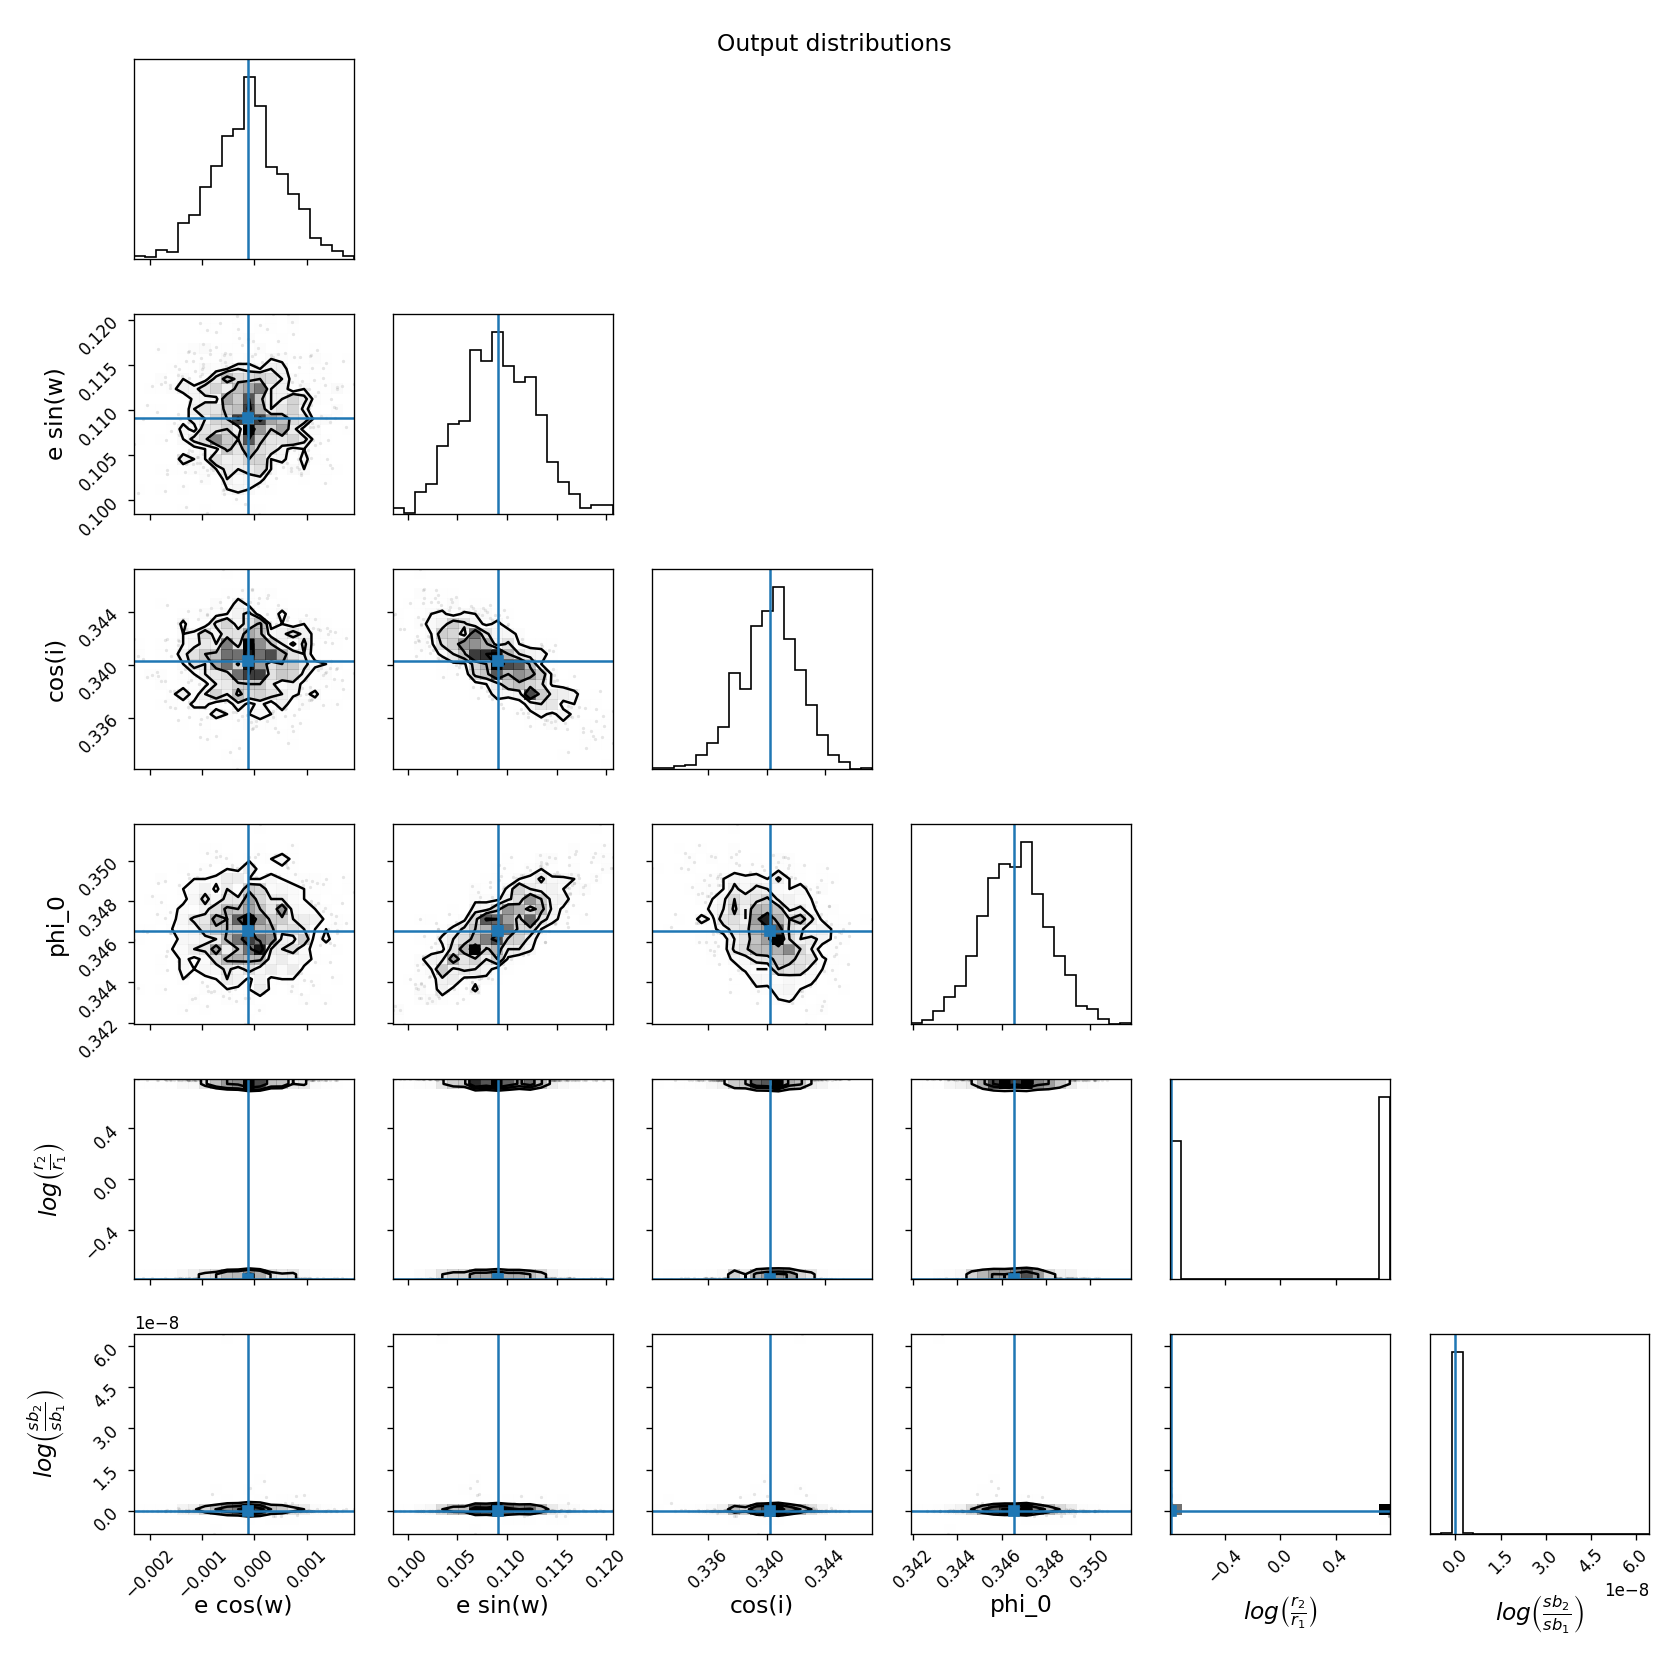 Output distributions
0.120
0.115
0.110
0.105
0.100
e sin(w)
0.344
0.340
0.336
cos(i)
0.350
0.348
0.346
0.344
0.342
phi_0
0.4
0.0
−0.4
log(r2/r1)
1e−8
6.0
4.5
3.0
1.5
0.0
log(sb2/sb1)
−0.002 −0.001 0.000 0.001
0.100 0.105 0.110 0.115 0.120
0.336 0.340 0.344
0.342 0.344 0.346 0.348 0.350
−0.4 0.0 0.4
0.0 1.5 3.0 4.5 6.0
1e−8
e cos(w) e sin(w) cos(i) phi_0 log(r2/r1) log(sb2/sb1)